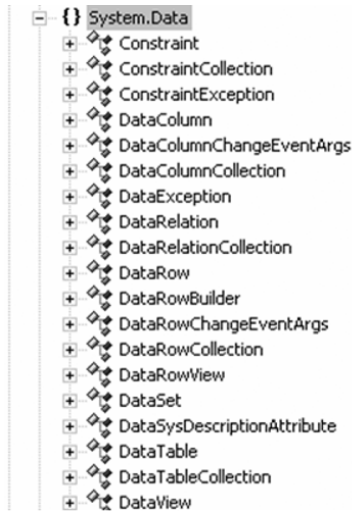 {} System.Data
Constraint
ConstraintCollection
ConstraintException
DataColumn
DataColumnChangeEventArgs
DataColumnCollection
DataException
DataRelation
DataRelationCollection
DataRow
DataRowBuilder
DataRowChangeEventArgs
DataRowCollection
DataRowView
DataSet
DataSysDescriptionAttribute
DataTable
DataTableCollection
DataView